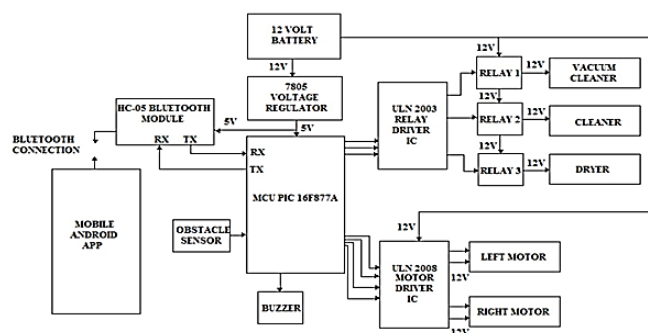 12 VOLT
BATTERY
12V
7805
VOLTAGE
REGULATOR
HC-05 BLUETOOTH
MODULE
RX TX
5V
5V
BLUETOOTH
CONNECTION
MOBILE
ANDROID
APP
RX
TX
MCU PIC 16F877A
OBSTACLE
SENSOR
BUZZER
ULN 2003
RELAY
DRIVER
IC
12V
RELAY 1
12V
VACUUM
CLEANER
12V
RELAY 2
12V
CLEANER
12V
RELAY 3
12V
DRYER
12V
ULN 2008
MOTOR
DRIVER
IC
LEFT MOTOR
12V
RIGHT MOTOR
12V